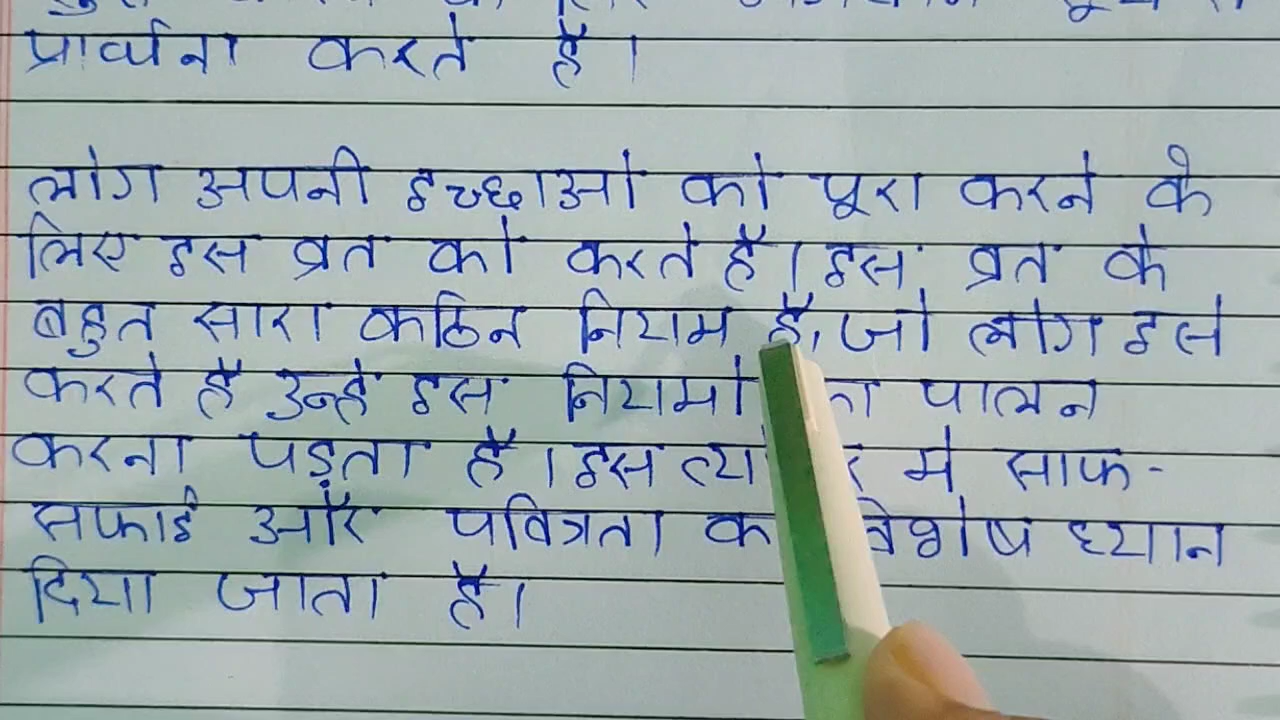 प्रार्थना करते हैं।
लोग अपनी इच्छाओं को पूरा करने के
लिए इस व्रत को करते हैं। इस व्रत के
बहुत सारा कठिन नियम है, जो लोग इसे
करते हैं उन्हें इस नियमों का पालन
करना पड़ता है। इस में साफ-
सफाई और पवित्रता ध्यान
दिया जाता है।